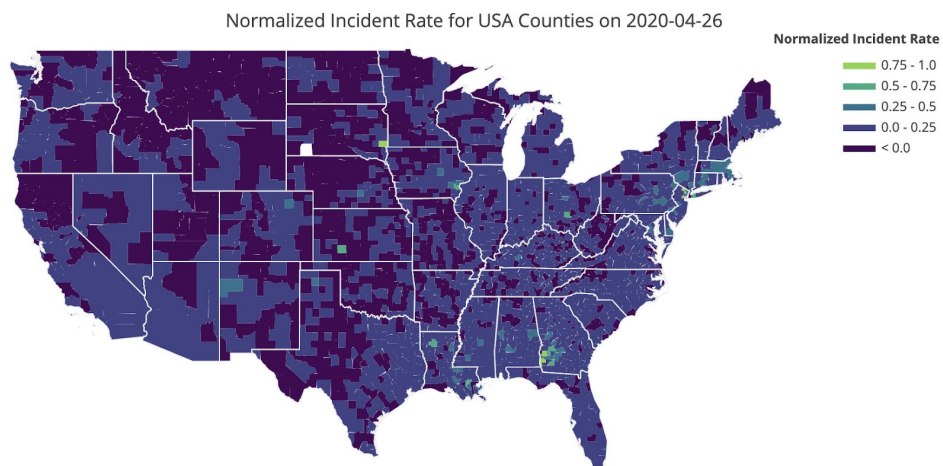 Normalized Incident Rate for USA Counties on 2020-04-26
Normalized Incident Rate
0.75 - 1.0
0.5 - 0.75
0.25 - 0.5
0.0 - 0.25
< 0.0